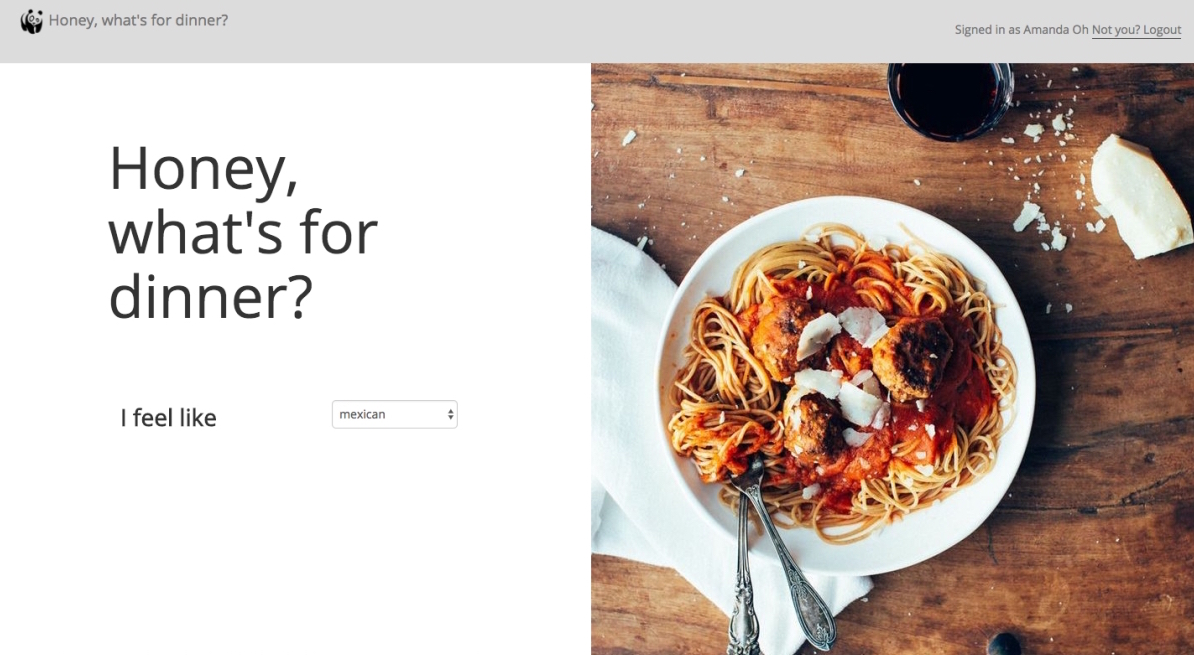 Honey, what's for dinner?
Signed in as Amanda Oh Not you? Logout
Honey,
what's for
dinner?
I feel like
mexican